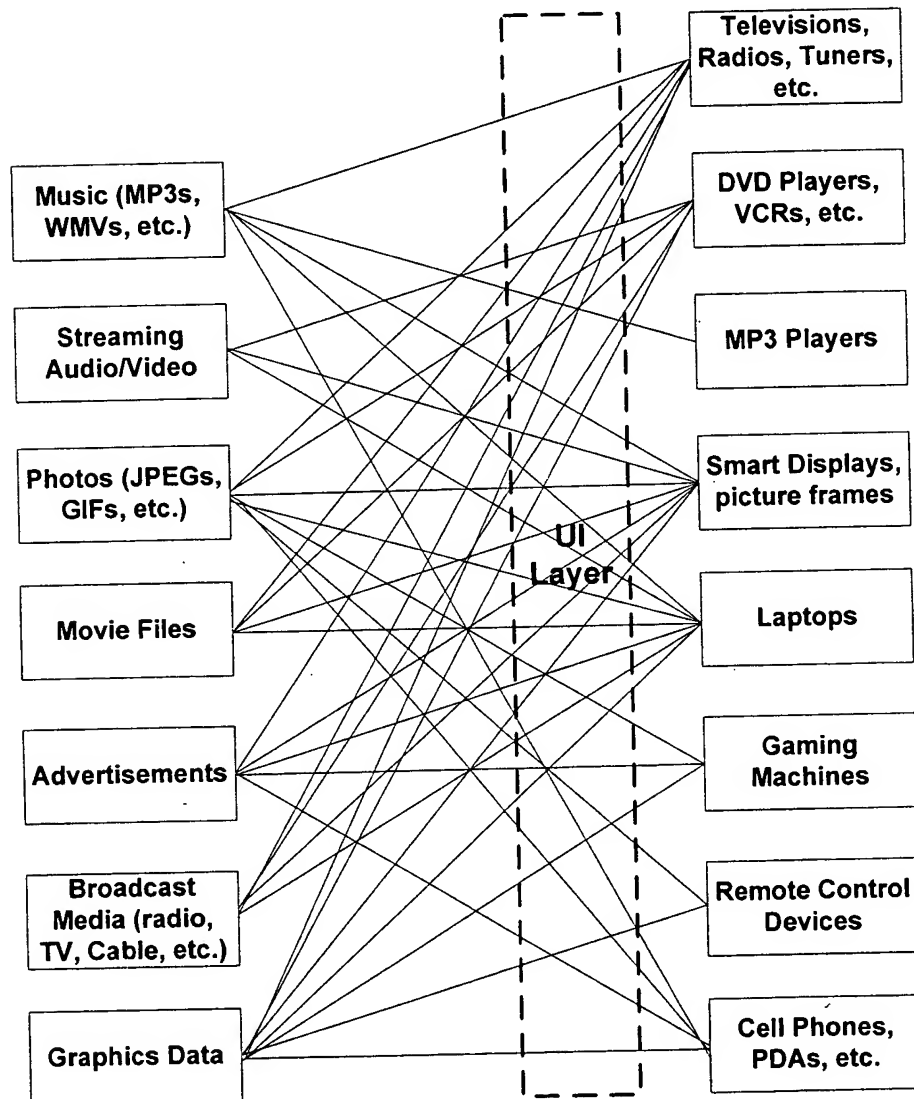 Televisions,
Radios, Tuners,
etc.
Music (MP3s,
WMVs, etc.)
DVD Players,
VCRs, etc.
Streaming
Audio/Video
MP3 Players
Photos (JPEGs,
GIFs, etc.)
Smart Displays,
picture frames
UI
Layer
Movie Files
Laptops
Advertisements
Gaming
Machines
Broadcast
Media (radio,
TV, Cable, etc.)
Remote Control
Devices
Graphics Data
Cell Phones,
PDAs, etc.